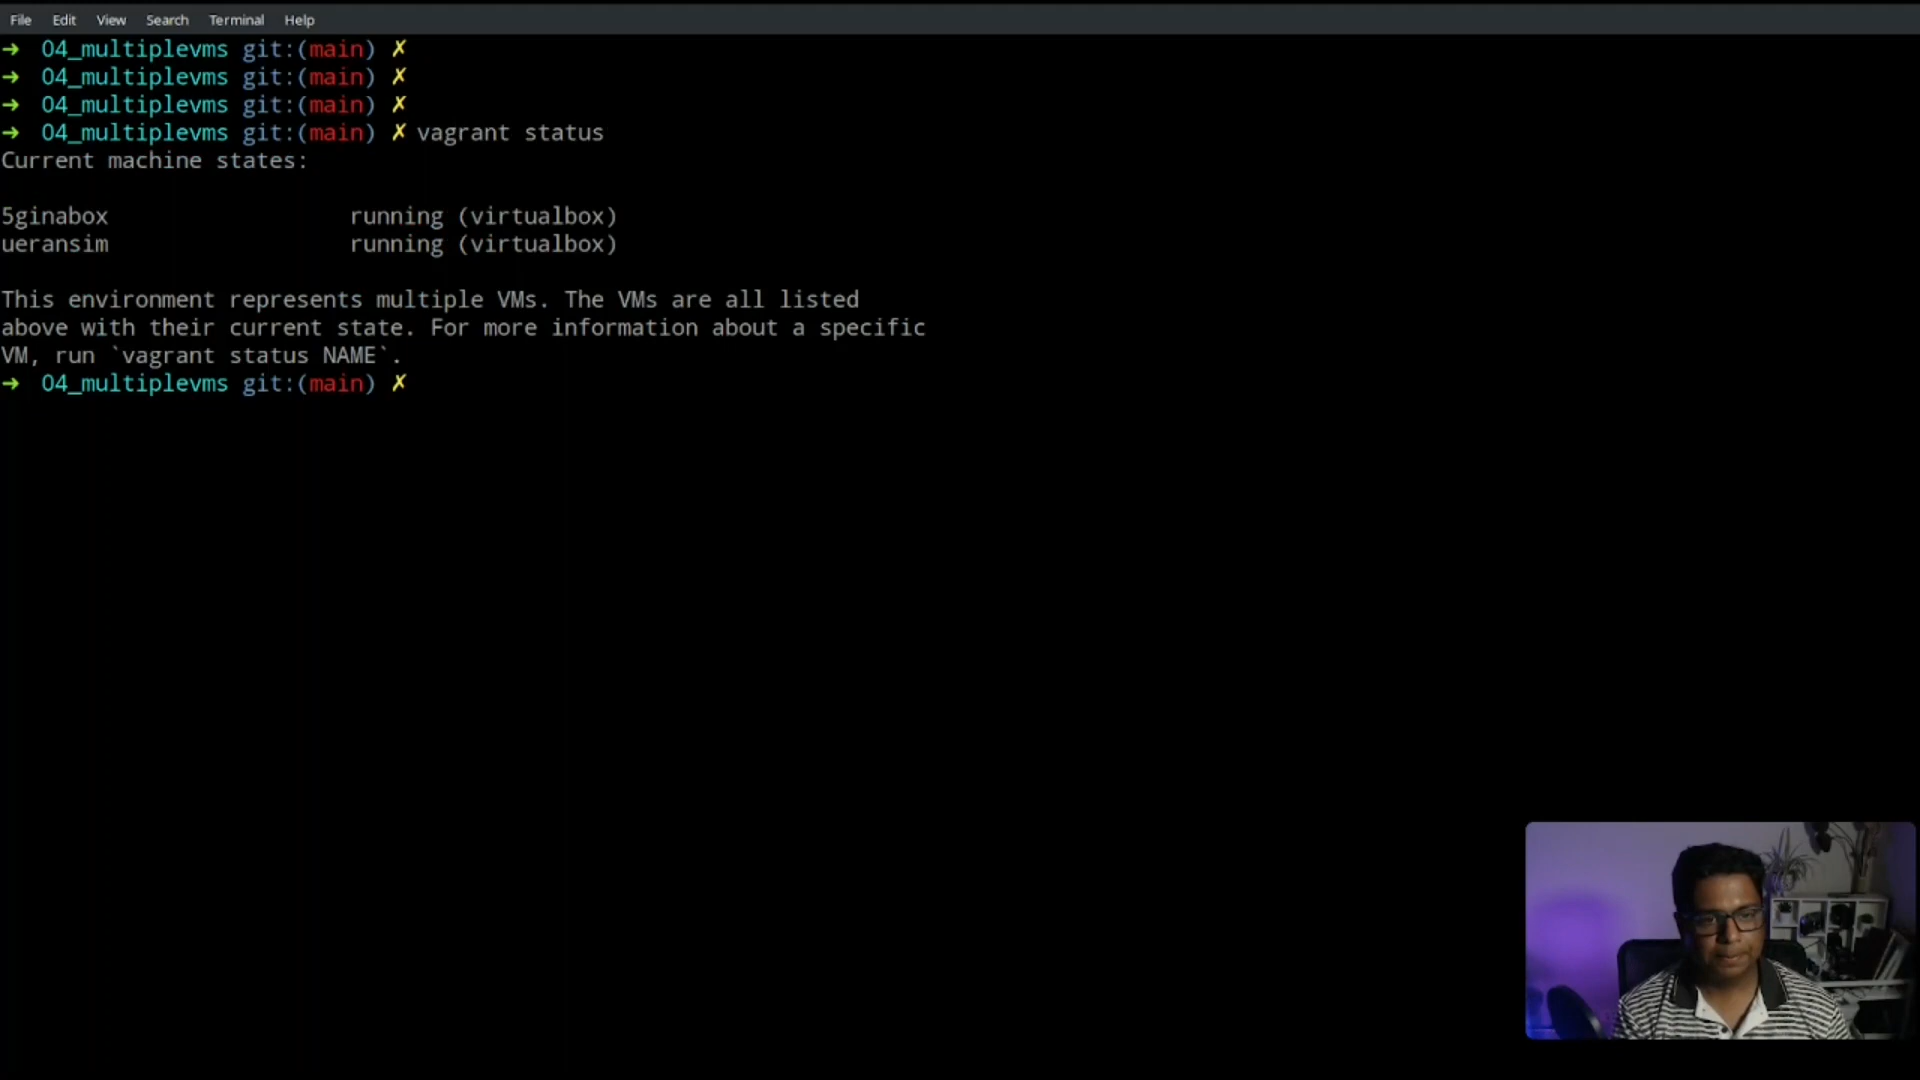 File Edit View Search Terminal Help
➜ 04_multiplevms git:(main) ✗
➜ 04_multiplevms git:(main) ✗
➜ 04_multiplevms git:(main) ✗
➜ 04_multiplevms git:(main) ✗ vagrant status
Current machine states:
5ginabox running (virtualbox)
ueransim running (virtualbox)
This environment represents multiple VMs. The VMs are all listed
above with their current state. For more information about a specific
VM, run `vagrant status NAME`.
➜ 04_multiplevms git:(main) ✗